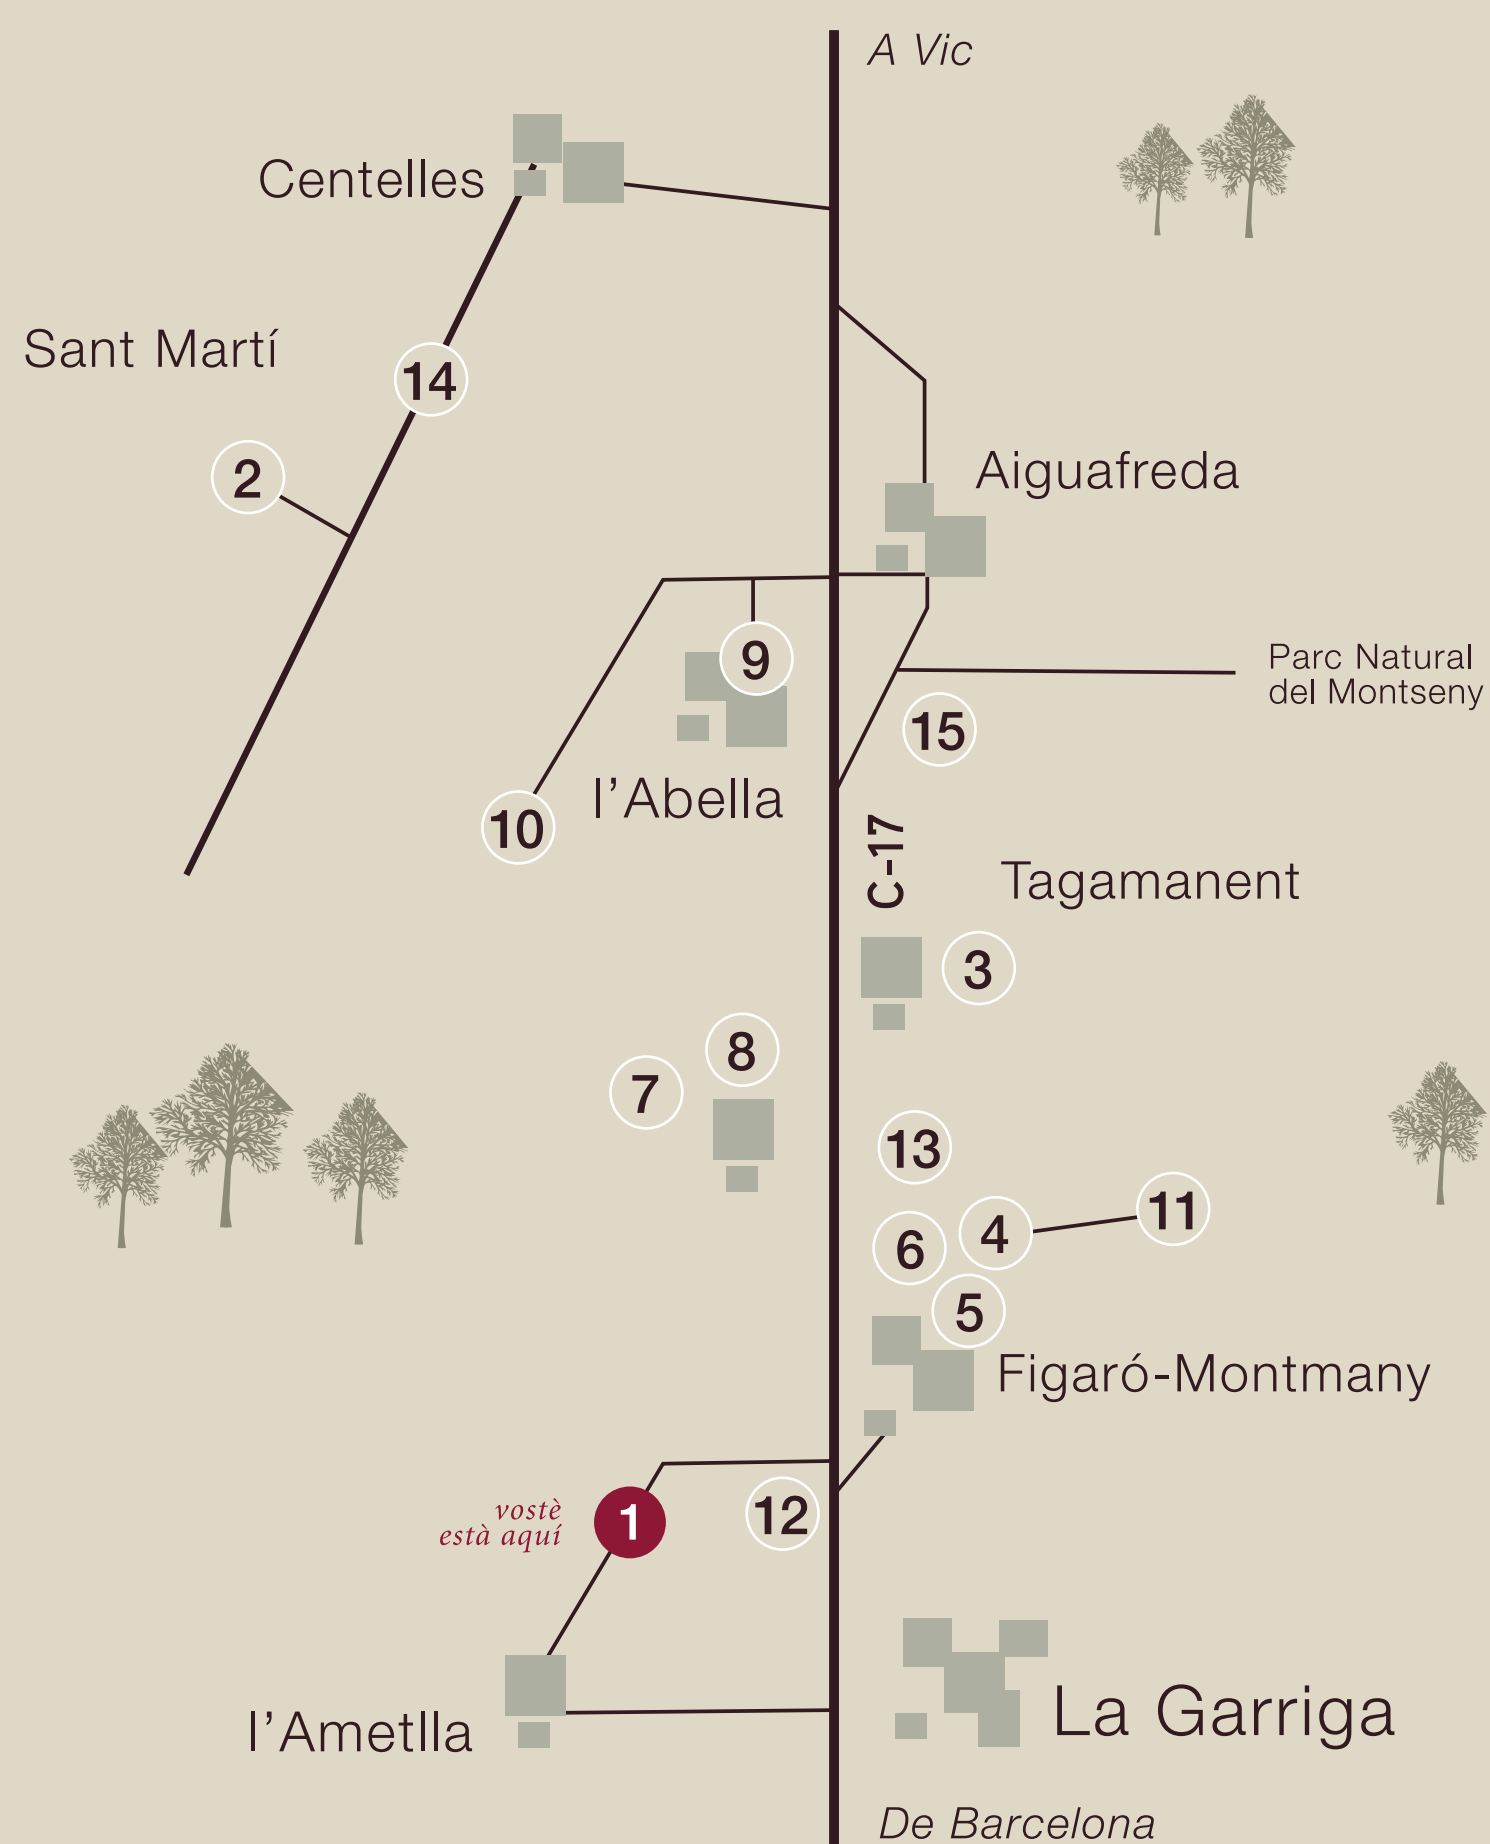 A Vic
Centelles
Sant Martí
14
2
Aiguafreda
9
Parc Natural
del Montseny
15
l’Abella
10
C-17
Tagamanent
3
8
7
13
11
4
6
5
Figaró-Montmany
vostè
està aquí
1
12
La Garriga
l’Ametlla
De Barcelona